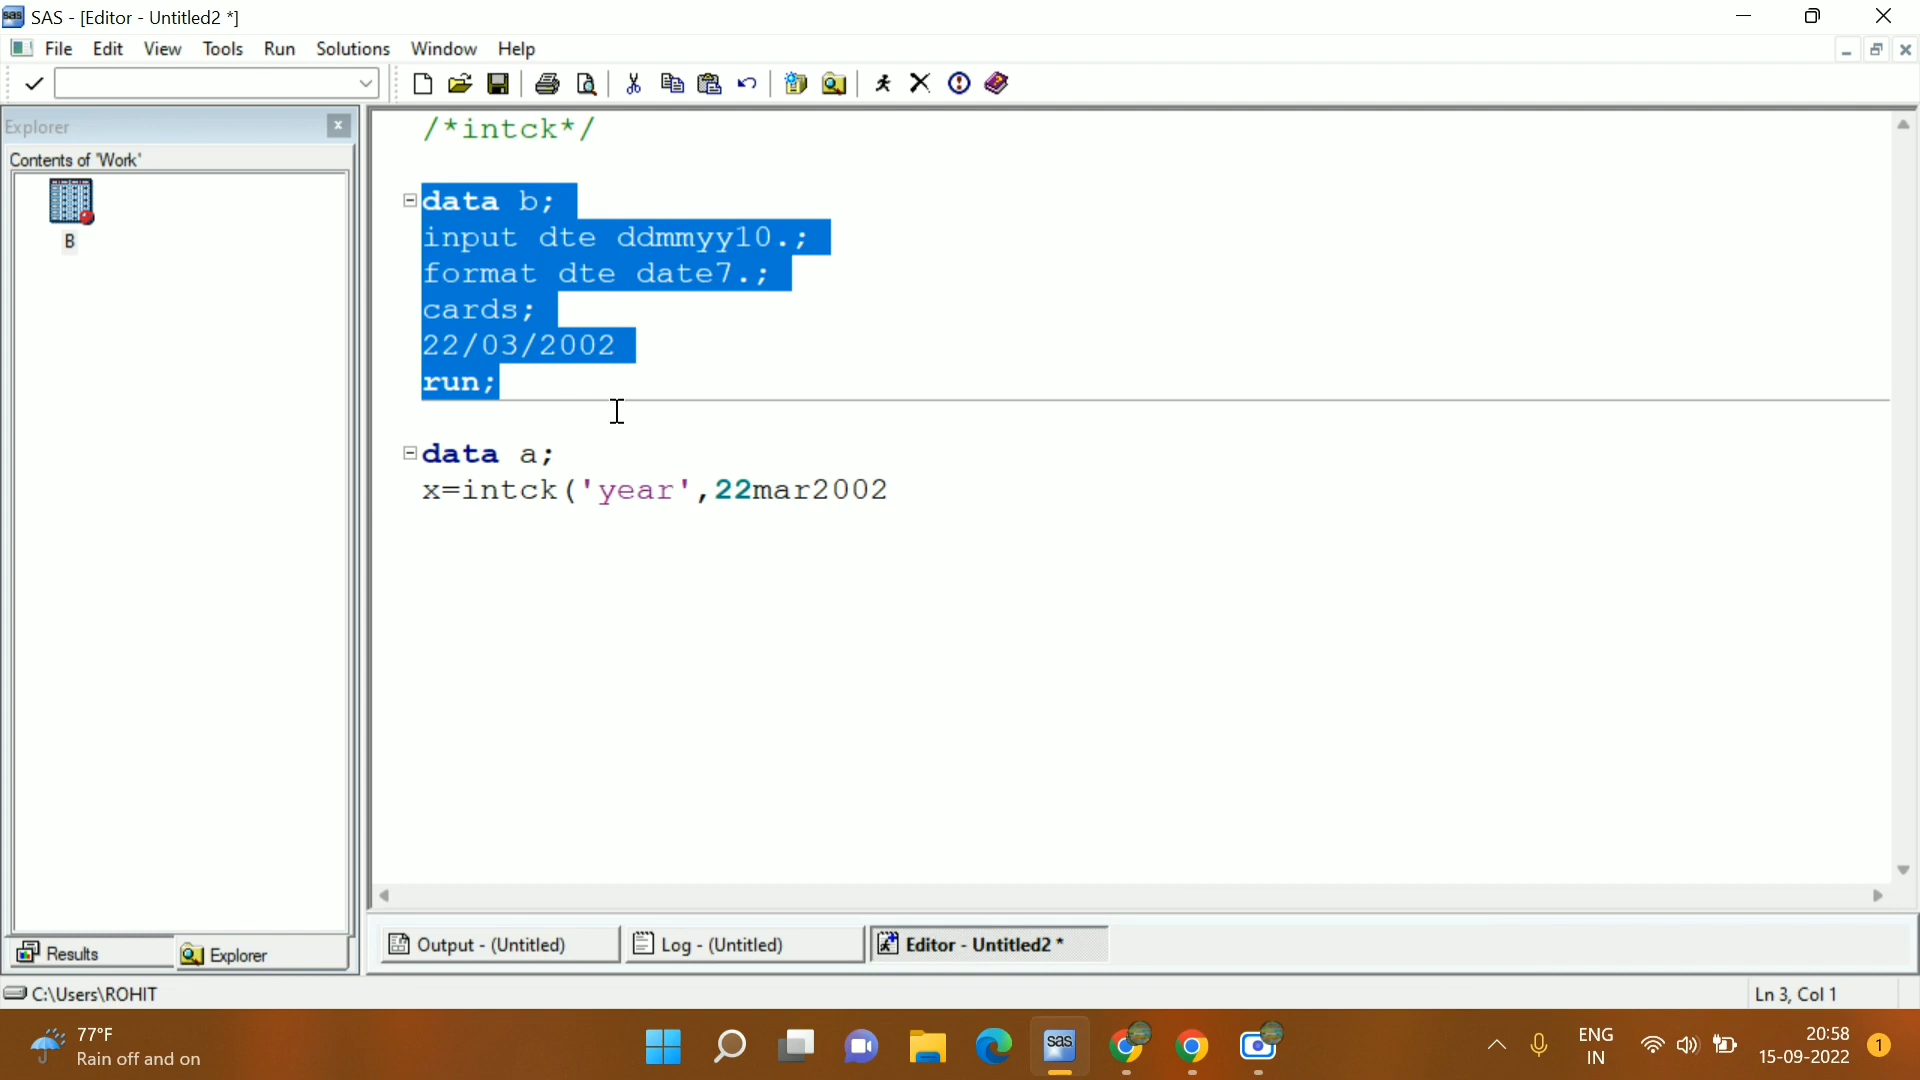 SAS - [Editor - Untitled2 *]
File Edit View Tools Run Solutions Window Help
Explorer
Contents of 'Work'
B
/*intck*/
data b;
input dte ddmmyy10.;
format dte date7.;
cards;
22/03/2002
run;
data a;
x=intck('year',22mar2002
Results
Explorer
Output - (Untitled)
Log - (Untitled)
Editor - Untitled2 *
C:\Users\ROHIT
Ln 3, Col 1
77°F
Rain off and on
sas
ENG
IN
20:58
15-09-2022
1